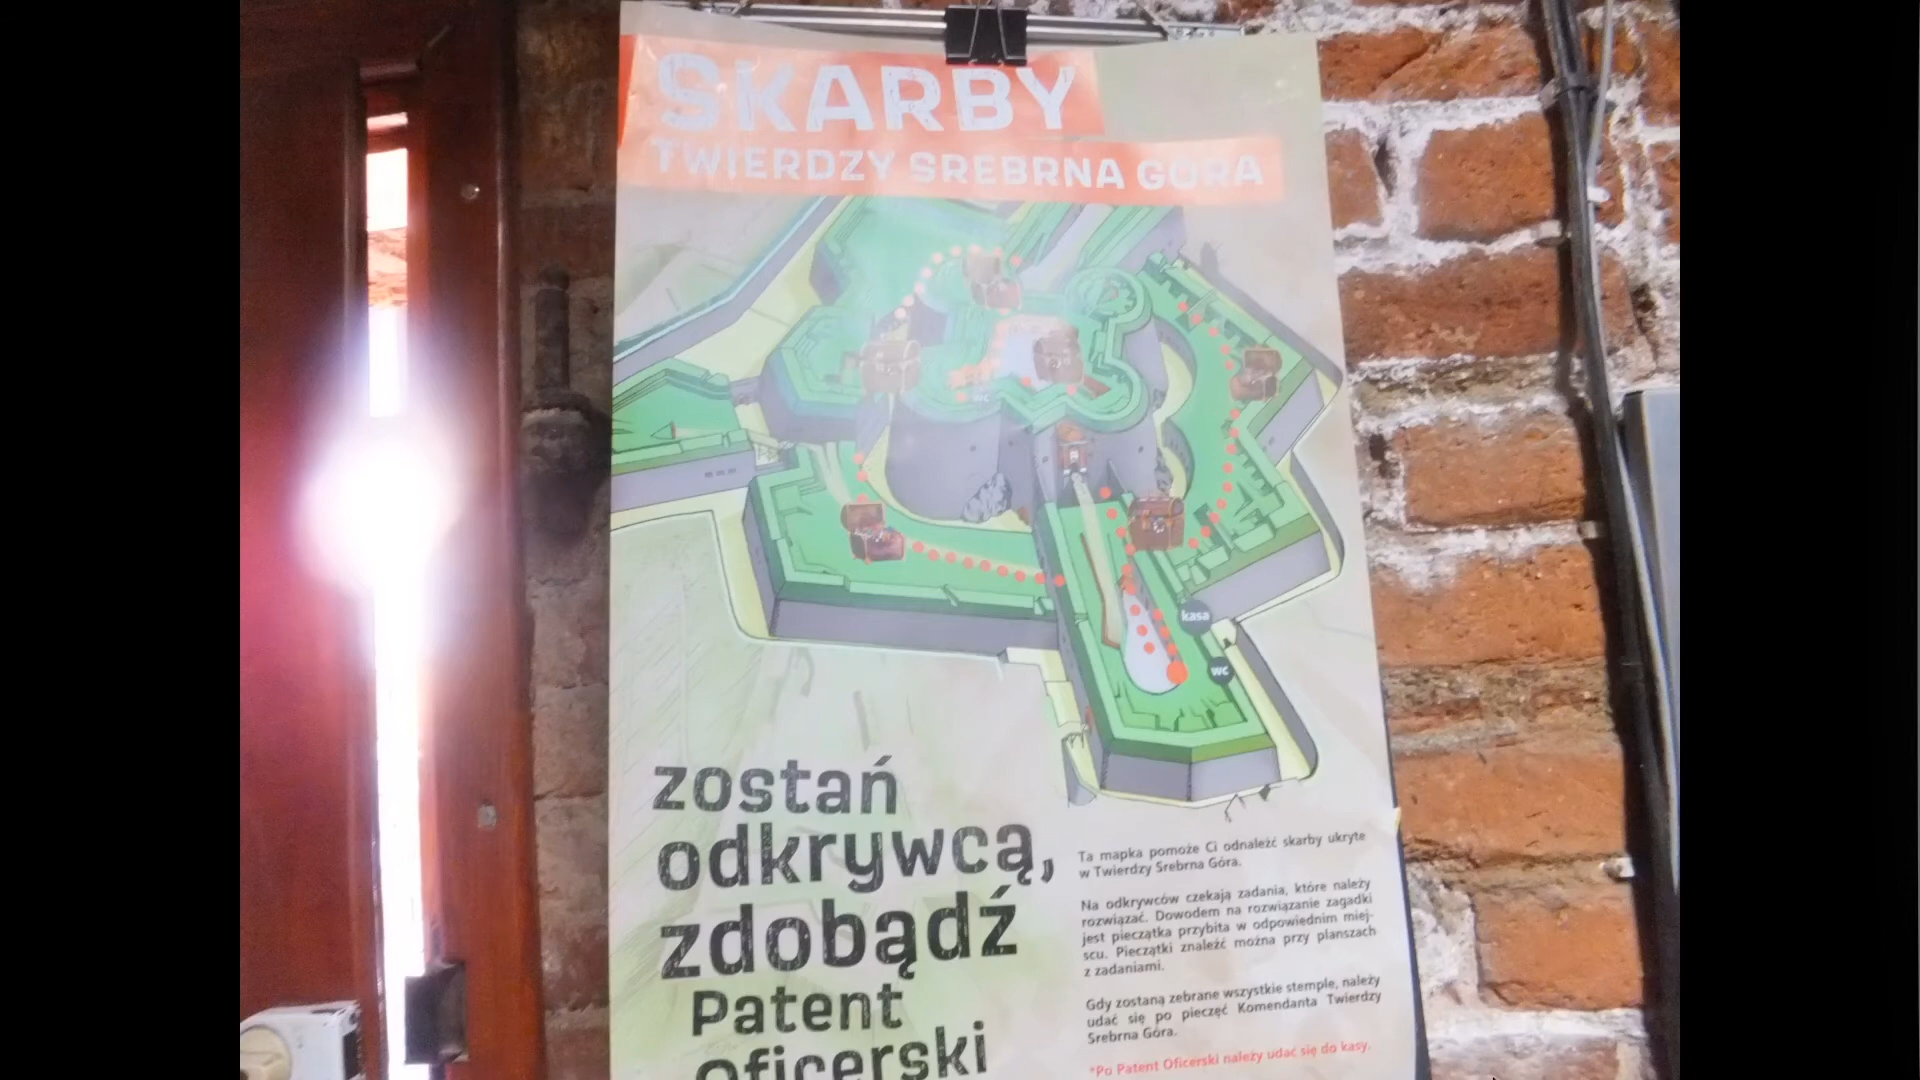 SKARBY
TWIERDZY SREBRNA GÓRA
wc
kasa
wc
zostań
odkrywcą,
zdobądź
Patent
Oficerski
Ta mapka pomoże Ci odnaleźć skarby ukryte
w Twierdzy Srebrna Góra.
Na odkrywców czekają zadania, które należy
rozwiązać. Dowodem na rozwiązanie zagadki
jest pieczątka przybita w odpowiednim miej-
scu. Pieczątki znaleźć można przy planszach
z zadaniami.
Gdy zostaną zebrane wszystkie stemple, należy
udać się po pieczęć Komendanta Twierdzy
Srebrna Góra.
*Po Patent Oficerski należy udać się do kasy.